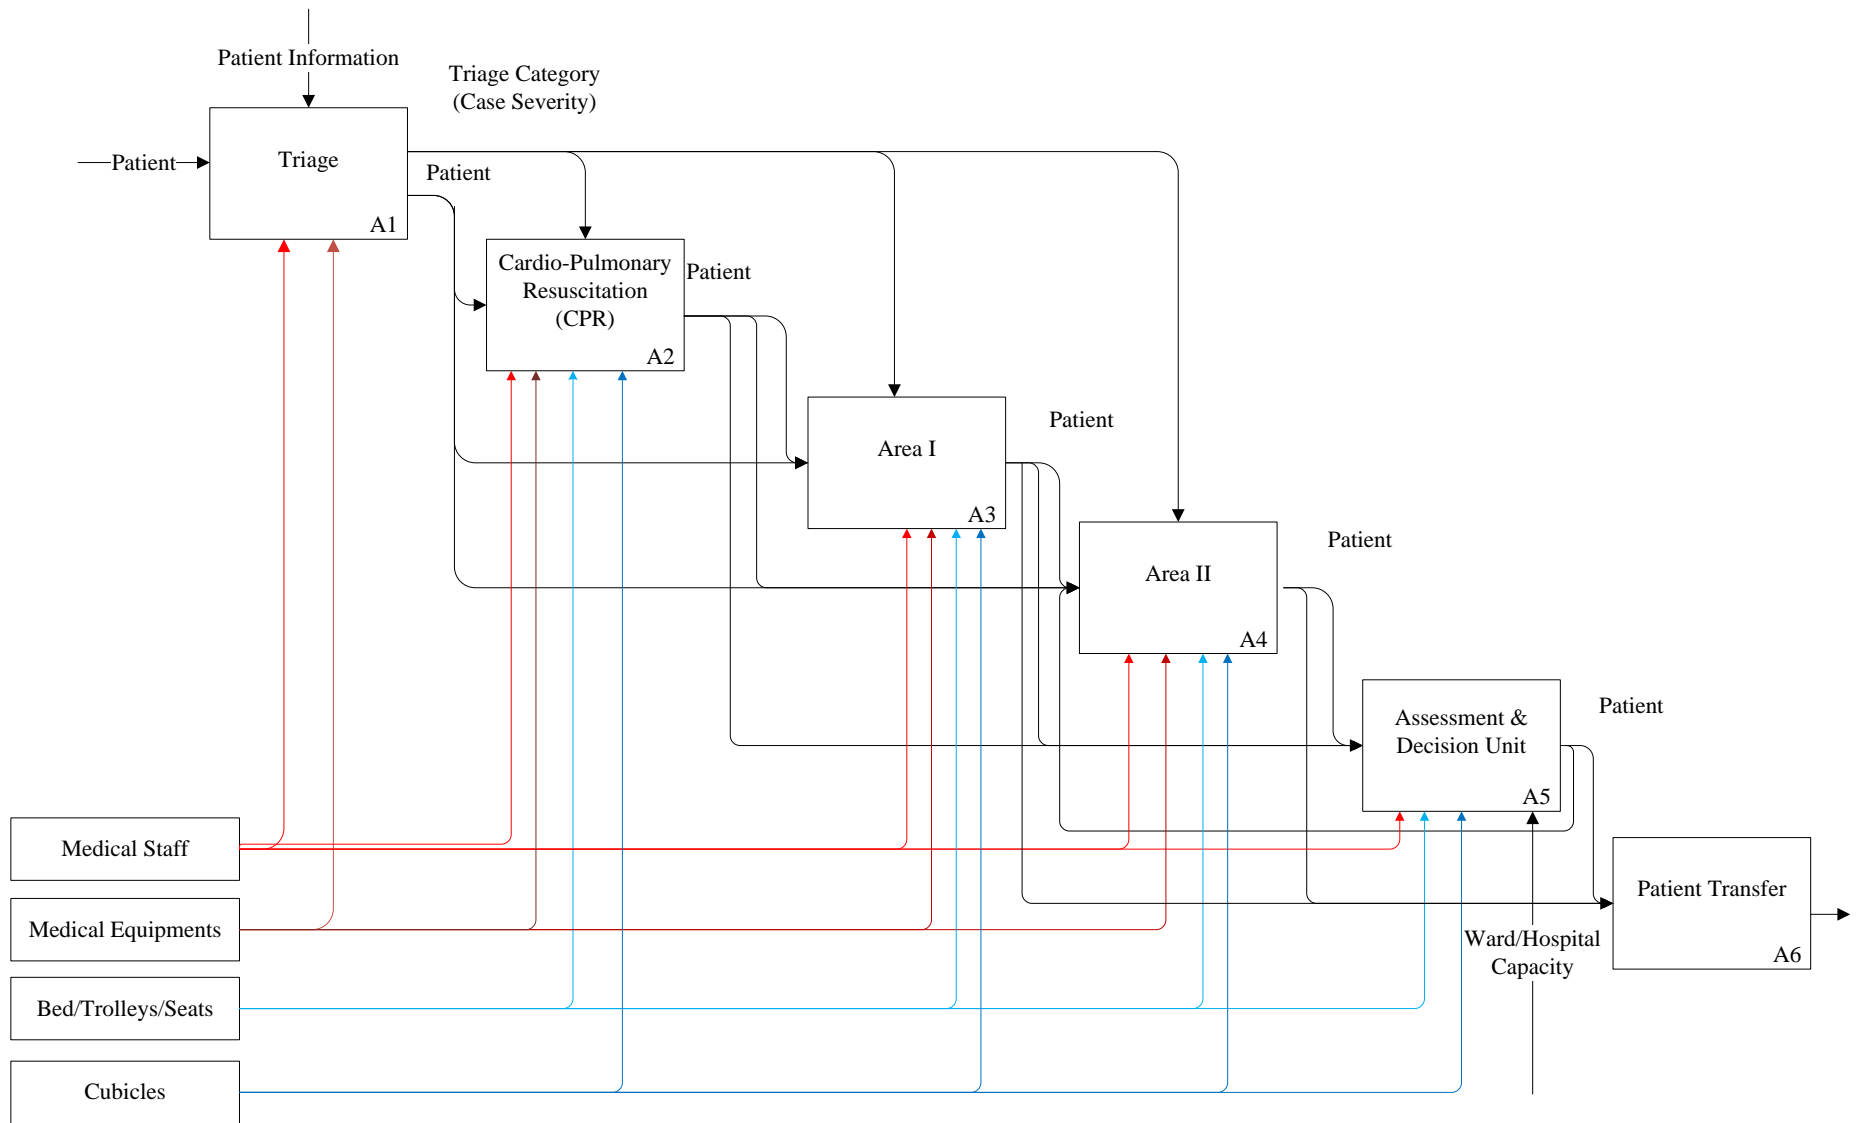 Patient Information
Triage Category
(Case Severity)
Patient
Triage
A1
Patient
Cardio-Pulmonary
Resuscitation
(CPR)
A2
Patient
Area I
A3
Patient
Area II
A4
Patient
Assessment &
Decision Unit
A5
Patient
Medical Staff
Patient Transfer
A6
Medical Equipments
Ward/Hospital
Capacity
Bed/Trolleys/Seats
Cubicles